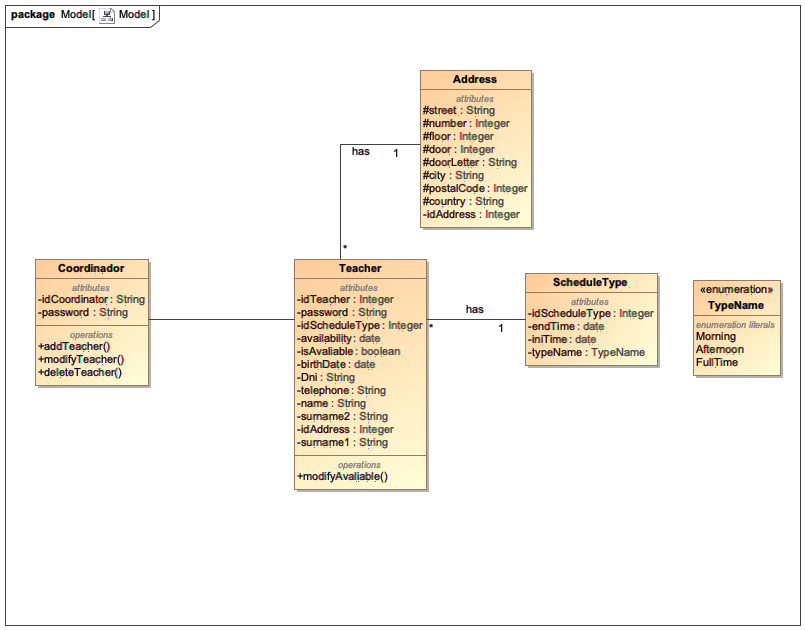 package Model[ Model ]
Address
attributes
#street : String
#number : Integer
#floor : Integer
#door : Integer
#doorLetter : String
#city : String
#postalCode : Integer
#country : String
-idAddress : Integer
has
1
*
Coordinador
attributes
-idCoordinator : String
-password : String
operations
+addTeacher()
+modifyTeacher()
+deleteTeacher()
Teacher
attributes
-idTeacher : Integer
-password : String
-idScheduleType : Integer
-availability : date
-isAvaliable : boolean
-birthDate : date
-Dni : String
-telephone : String
-name : String
-surname2 : String
-idAddress : Integer
-surname1 : String
operations
+modifyAvaliable()
has
*
1
ScheduleType
attributes
-idScheduleType : Integer
-endTime : date
-iniTime : date
-typeName : TypeName
«enumeration»
TypeName
enumeration literals
Morning
Afternoon
FullTime